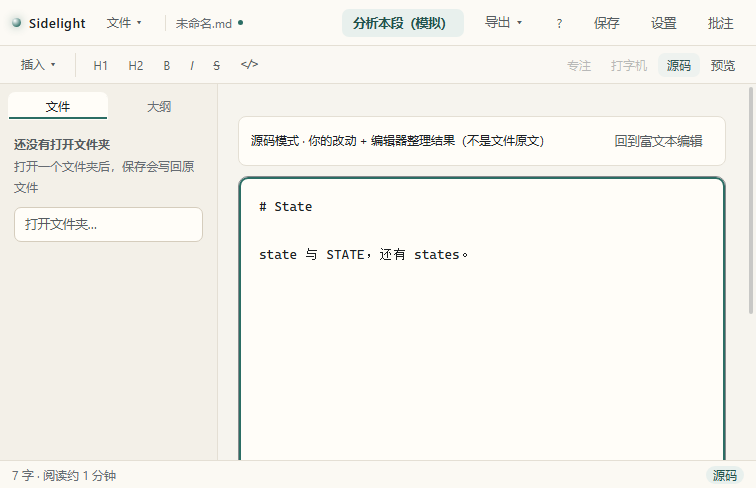 Sidelight 文件 未命名.md 分析本段（模拟） 导出 ? 保存 设置 批注
插入 H1 H2 B I S </> 专注 打字机 源码 预览
文件 大纲
还没有打开文件夹
打开一个文件夹后，保存会写回原
文件
打开文件夹...
源码模式 · 你的改动 + 编辑器整理结果（不是文件原文） 回到富文本编辑
# State
state 与 STATE，还有 states。
7 字 · 阅读约 1 分钟 源码